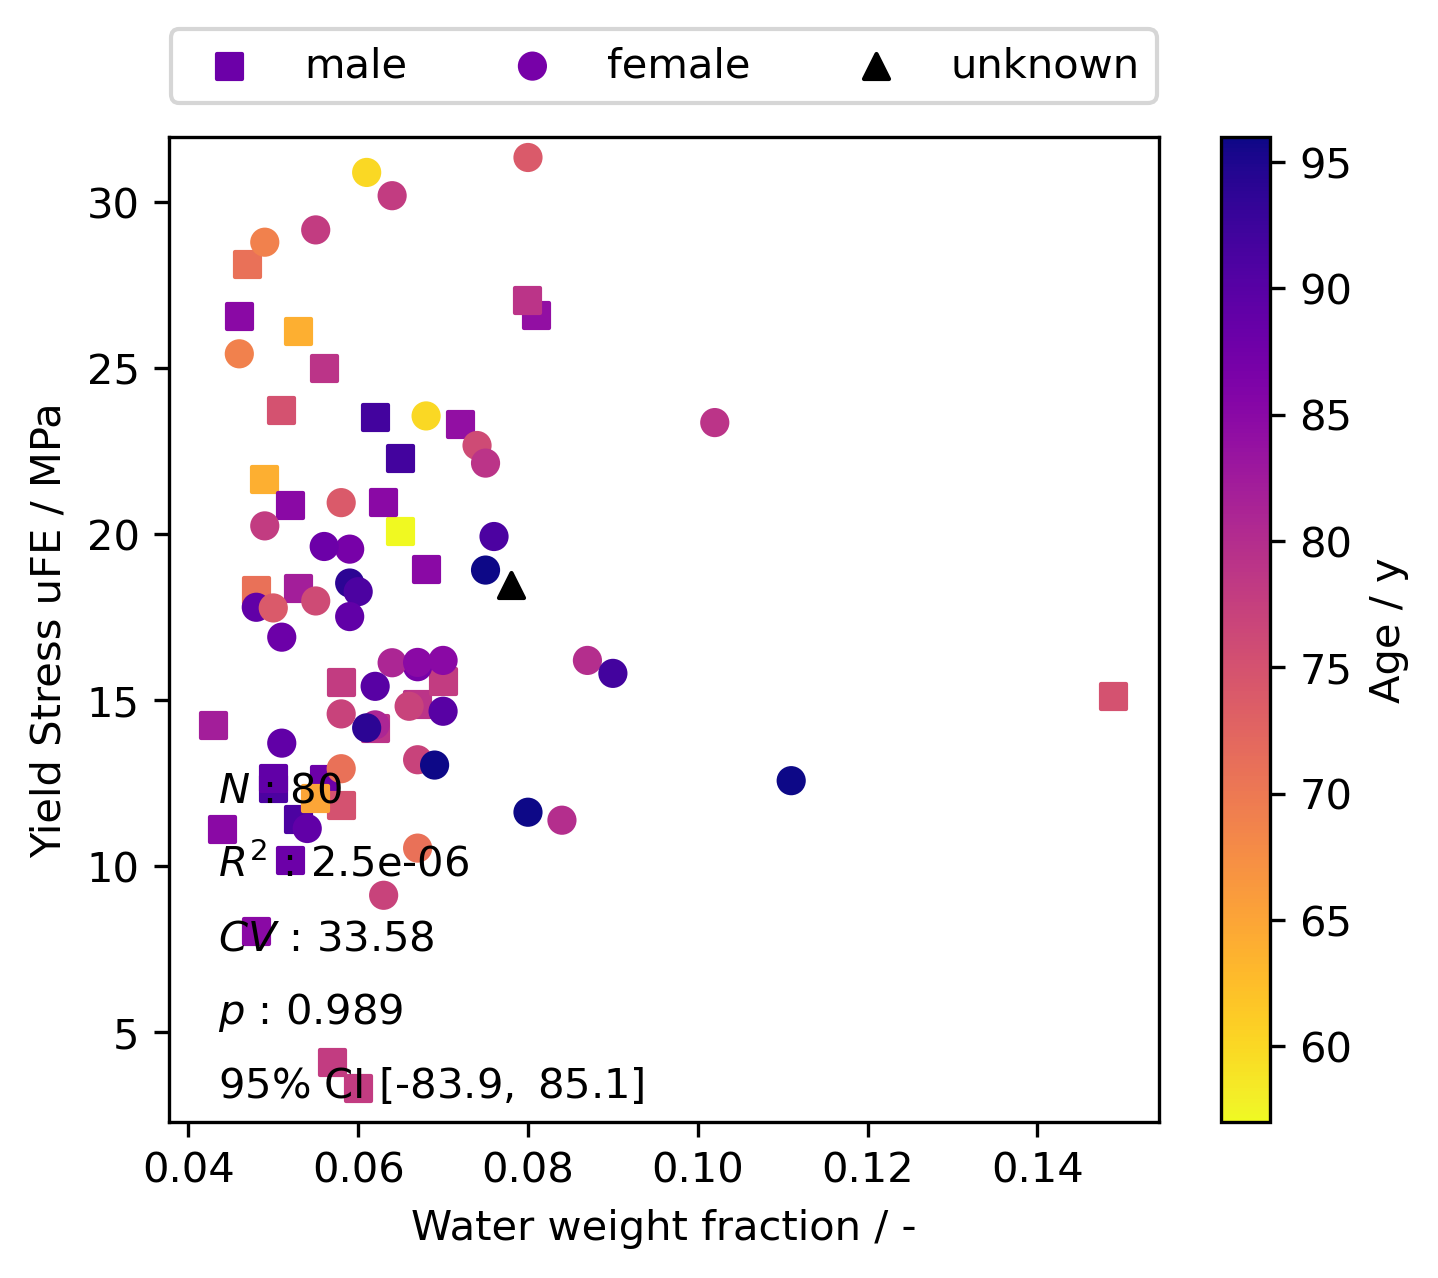 male female unknown
Yield Stress uFE / MPa
30
25
20
15
10
5
N : 80
R² : 2.5e-06
CV : 33.58
p : 0.989
95% CI [-83.9, 85.1]
0.04 0.06 0.08 0.10 0.12 0.14
Water weight fraction / -
95
90
85
80
75
70
65
60
Age / y